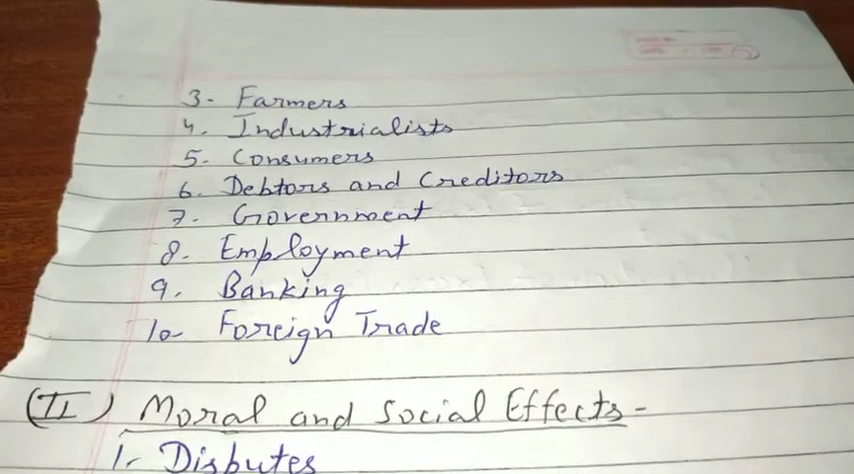 3- Farmers
4. Industrialists
5- Consumers
6. Debtors and Creditors
7- Government
8- Employment
9. Banking
10- Foreign Trade
(II) Moral and Social Effects-
1- Disbutes